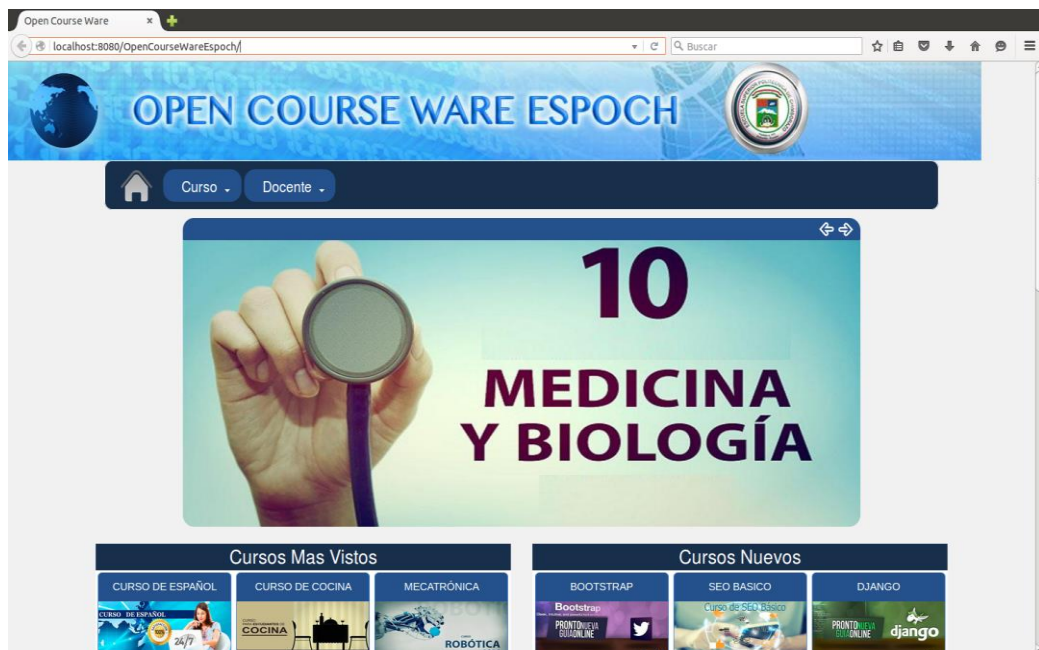 Open Course Ware
localhost:8080/OpenCourseWareEspoch/
Buscar
OPEN COURSE WARE ESPOCH
Curso
Docente
10
MEDICINA
Y BIOLOGÍA
Cursos Mas Vistos
CURSO DE ESPAÑOL
CURSO DE COCINA
MECATRÓNICA
CURSO DE ESPAÑOL
24/7
COCINA
ROBÓTICA
Cursos Nuevos
BOOTSTRAP
SEO BASICO
DJANGO
Bootstrap
PRONTO NUEVA
GUIA ONLINE
Curso de SEO Básico
PRONTO NUEVA
GUIA ONLINE
django